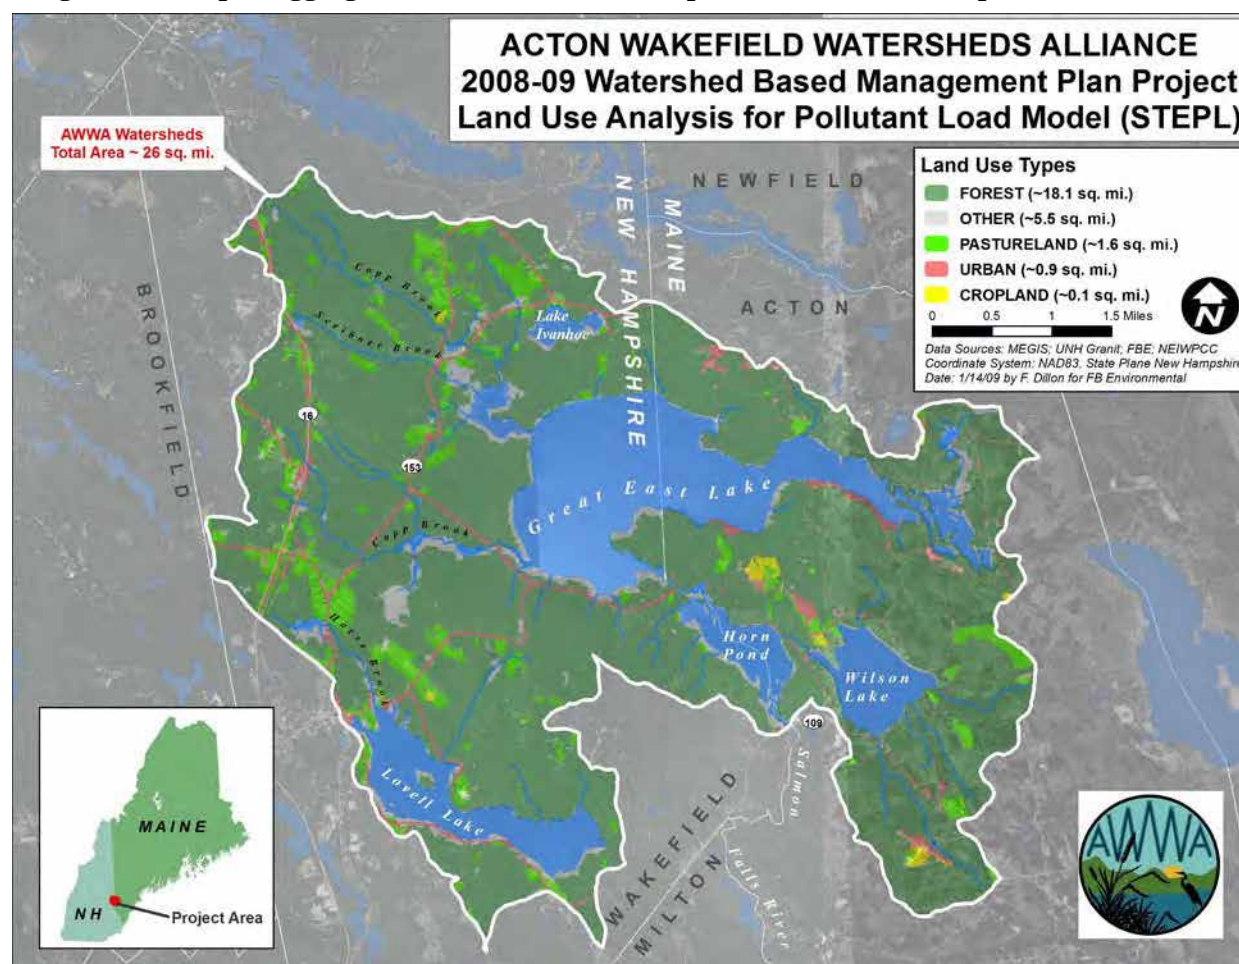 ACTON WAKEFIELD WATERSHEDS ALLIANCE
2008-09 Watershed Based Management Plan Project
Land Use Analysis for Pollutant Load Model (STEPL)
AWWA Watersheds
Total Area ~ 26 sq. mi.
Land Use Types
FOREST (~18.1 sq. mi.)
OTHER (~5.5 sq. mi.)
PASTURELAND (~1.6 sq. mi.)
URBAN (~0.9 sq. mi.)
CROPLAND (~0.1 sq. mi.)
0 0.5 1 1.5 Miles
N
Data Sources: MEGIS; UNH Granit; FBE; NEIWPCC
Coordinate System: NAD83, State Plane New Hampshire
Date: 1/14/09 by F. Dillon for FB Environmental
NEWFIELD
MAINE
NEW HAMPSHIRE
ACTON
BROOKFIELD
Copp Brook
Scribner Brook
Lake
Ivanhoe
16
153
Great East Lake
Copp Brook
Horne Brook
Horn
Pond
Wilson
Lake
109
Lovell Lake
Salmon
Falls River
WAKEFIELD
MILTON
MAINE
NH
Project Area
AWWA